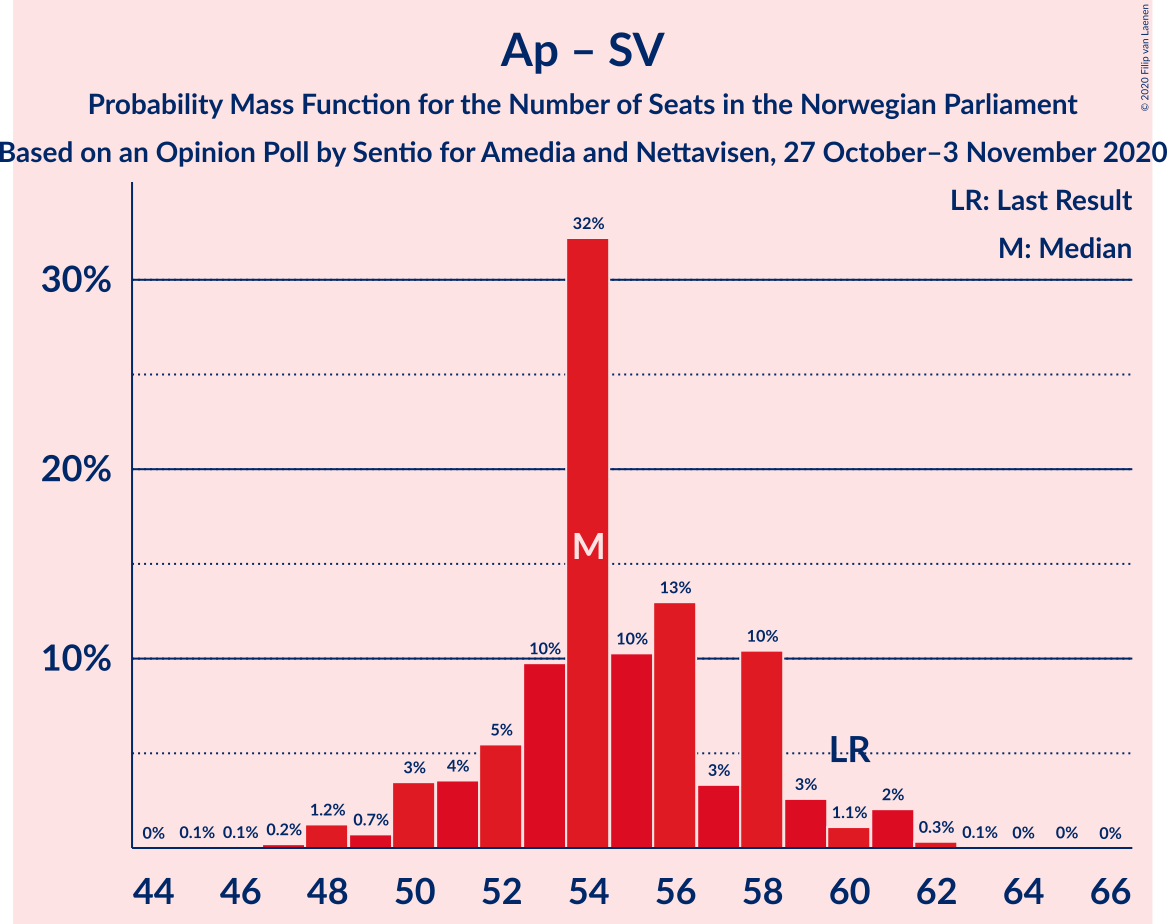 Ap – SV
Probability Mass Function for the Number of Seats in the Norwegian Parliament
Based on an Opinion Poll by Sentio for Amedia and Nettavisen, 27 October–3 November 2020
© 2020 Filip van Laenen
LR: Last Result
M: Median
30%
20%
10%
0% 0.1% 0.1% 0.2% 1.2% 0.7% 3% 4% 5% 10% 32% 10% 13% 3% 10% 3% 1.1% 2% 0.3% 0.1% 0% 0% 0%
M
LR
44 46 48 50 52 54 56 58 60 62 64 66